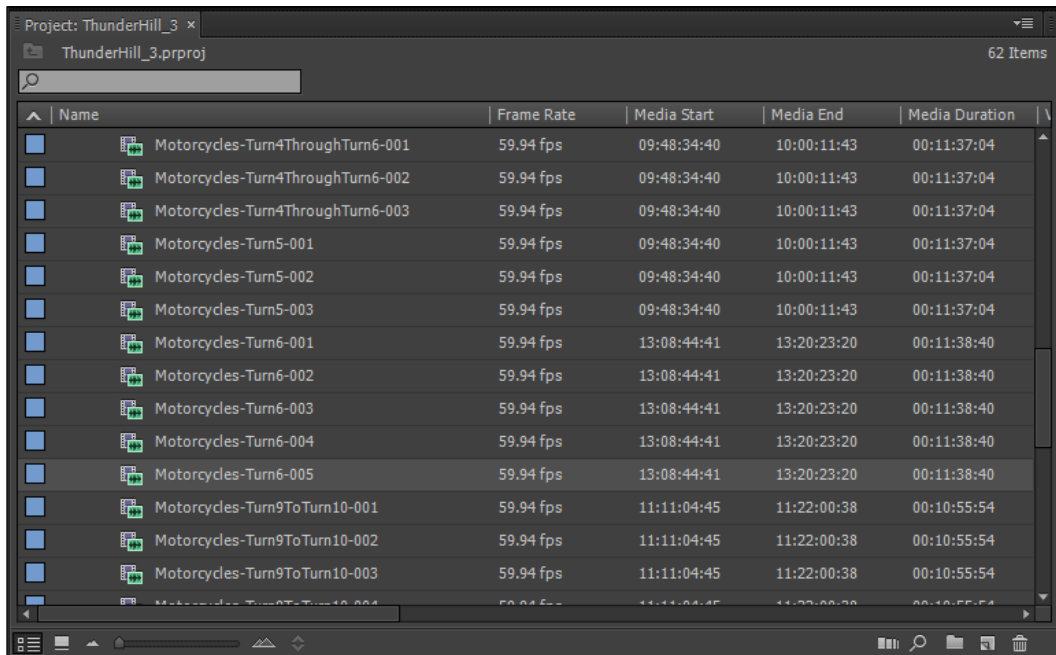 Project: ThunderHill_3 ×
ThunderHill_3.prproj 62 Items
Name Frame Rate Media Start Media End Media Duration
Motorcycles-Turn4ThroughTurn6-001 59.94 fps 09:48:34:40 10:00:11:43 00:11:37:04
Motorcycles-Turn4ThroughTurn6-002 59.94 fps 09:48:34:40 10:00:11:43 00:11:37:04
Motorcycles-Turn4ThroughTurn6-003 59.94 fps 09:48:34:40 10:00:11:43 00:11:37:04
Motorcycles-Turn5-001 59.94 fps 09:48:34:40 10:00:11:43 00:11:37:04
Motorcycles-Turn5-002 59.94 fps 09:48:34:40 10:00:11:43 00:11:37:04
Motorcycles-Turn5-003 59.94 fps 09:48:34:40 10:00:11:43 00:11:37:04
Motorcycles-Turn6-001 59.94 fps 13:08:44:41 13:20:23:20 00:11:38:40
Motorcycles-Turn6-002 59.94 fps 13:08:44:41 13:20:23:20 00:11:38:40
Motorcycles-Turn6-003 59.94 fps 13:08:44:41 13:20:23:20 00:11:38:40
Motorcycles-Turn6-004 59.94 fps 13:08:44:41 13:20:23:20 00:11:38:40
Motorcycles-Turn6-005 59.94 fps 13:08:44:41 13:20:23:20 00:11:38:40
Motorcycles-Turn9ToTurn10-001 59.94 fps 11:11:04:45 11:22:00:38 00:10:55:54
Motorcycles-Turn9ToTurn10-002 59.94 fps 11:11:04:45 11:22:00:38 00:10:55:54
Motorcycles-Turn9ToTurn10-003 59.94 fps 11:11:04:45 11:22:00:38 00:10:55:54